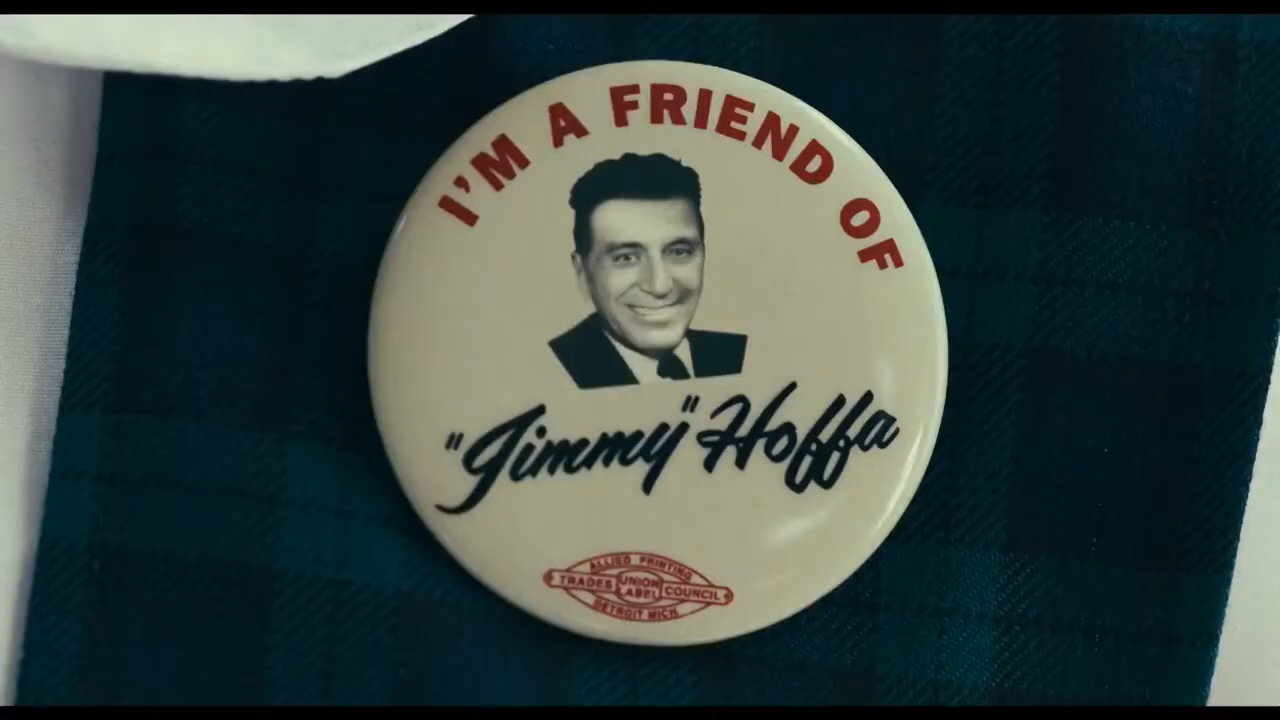 I'M A FRIEND OF
"Jimmy" Hoffa
ALLIED PRINTING
TRADES UNION LABEL COUNCIL
DETROIT MICH.